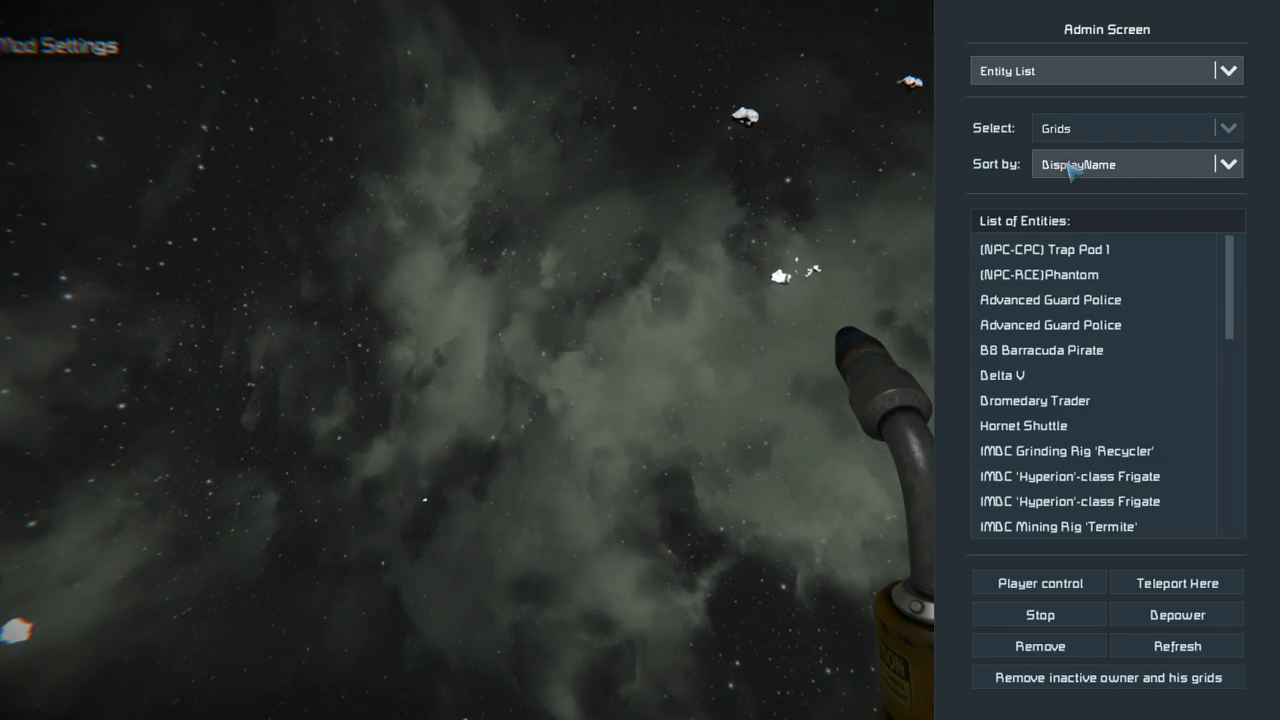 Mod Settings
Admin Screen
Entity List
Select: Grids
Sort by: DisplayName
List of Entities:
(NPC-CPC) Trap Pod 1
(NPC-RCE)Phantom
Advanced Guard Police
Advanced Guard Police
B8 Barracuda Pirate
Delta V
Dromedary Trader
Hornet Shuttle
IMDC Grinding Rig 'Recycler'
IMDC 'Hyperion'-class Frigate
IMDC 'Hyperion'-class Frigate
IMDC Mining Rig 'Termite'
Player control Teleport Here
Stop Depower
Remove Refresh
Remove inactive owner and his grids